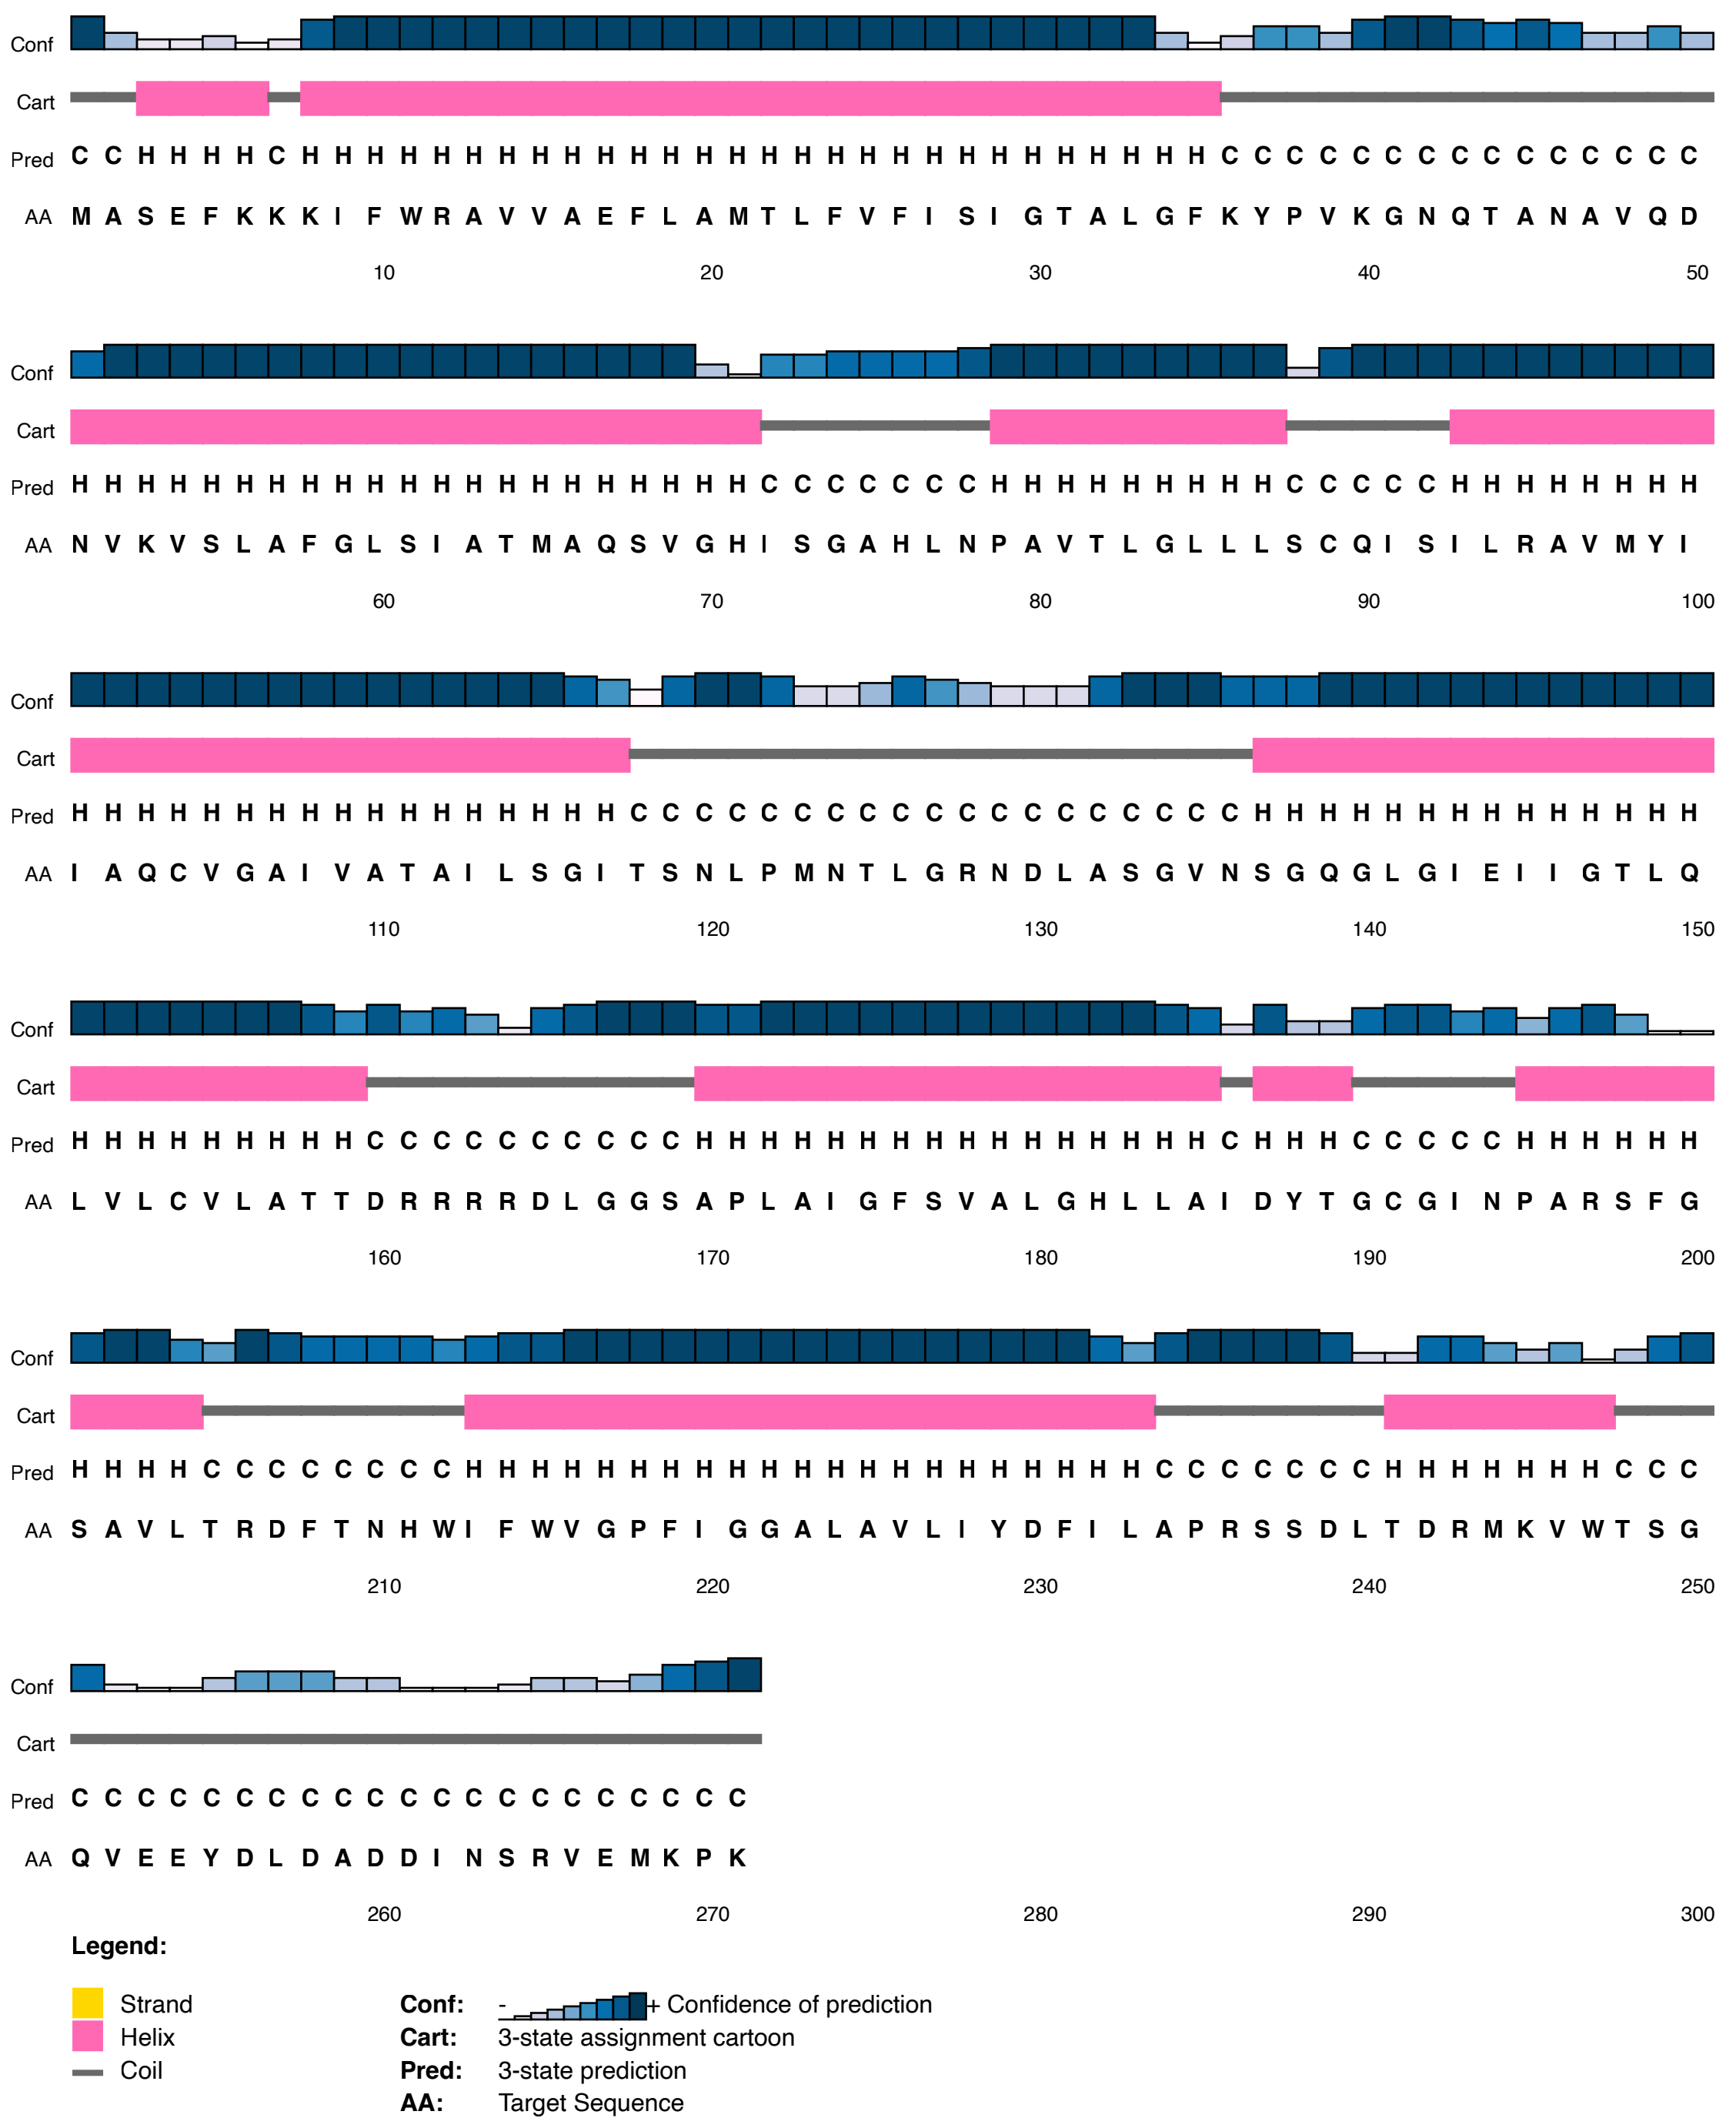 Conf
Cart
Pred C C H H H H C H H H H H H H H H H H H H H H H H H H H H H H H H H H H C C C C C C C C C C C C C C C
AA M A S E F K K K I F W R A V V A E F L A M T L F V F I S I G T A L G F K Y P V K G N Q T A N A V Q D
10 20 30 40 50
Conf
Cart
Pred H H H H H H H H H H H H H H H H H H H H H C C C C C C C H H H H H H H H H C C C C C H H H H H H H H
AA N V K V S L A F G L S I A T M A Q S V G H I S G A H L N P A V T L G L L L S C Q I S I L R A V M Y I
60 70 80 90 100
Conf
Cart
Pred H H H H H H H H H H H H H H H H H C C C C C C C C C C C C C C C C C C C H H H H H H H H H H H H H H
AA I A Q C V G A I V A T A I L S G I T S N L P M N T L G R N D L A S G V N S G Q G L G I E I I G T L Q
110 120 130 140 150
Conf
Cart
Pred H H H H H H H H H C C C C C C C C C C H H H H H H H H H H H H H H H H C H H H C C C C C H H H H H H
AA L V L C V L A T T D R R R R D L G G S A P L A I G F S V A L G H L L A I D Y T G C G I N P A R S F G
160 170 180 190 200
Conf
Cart
Pred H H H H C C C C C C C C H H H H H H H H H H H H H H H H H H H H H C C C C C C C H H H H H H H C C C
AA S A V L T R D F T N H W I F W V G P F I G G A L A V L I Y D F I L A P R S S D L T D R M K V W T S G
210 220 230 240 250
Conf
Cart
Pred C C C C C C C C C C C C C C C C C C C C C
AA Q V E E Y D L D A D D I N S R V E M K P K
260 270 280 290 300
Legend:
Strand
Helix
Coil
Conf: - + Confidence of prediction
Cart: 3-state assignment cartoon
Pred: 3-state prediction
AA: Target Sequence